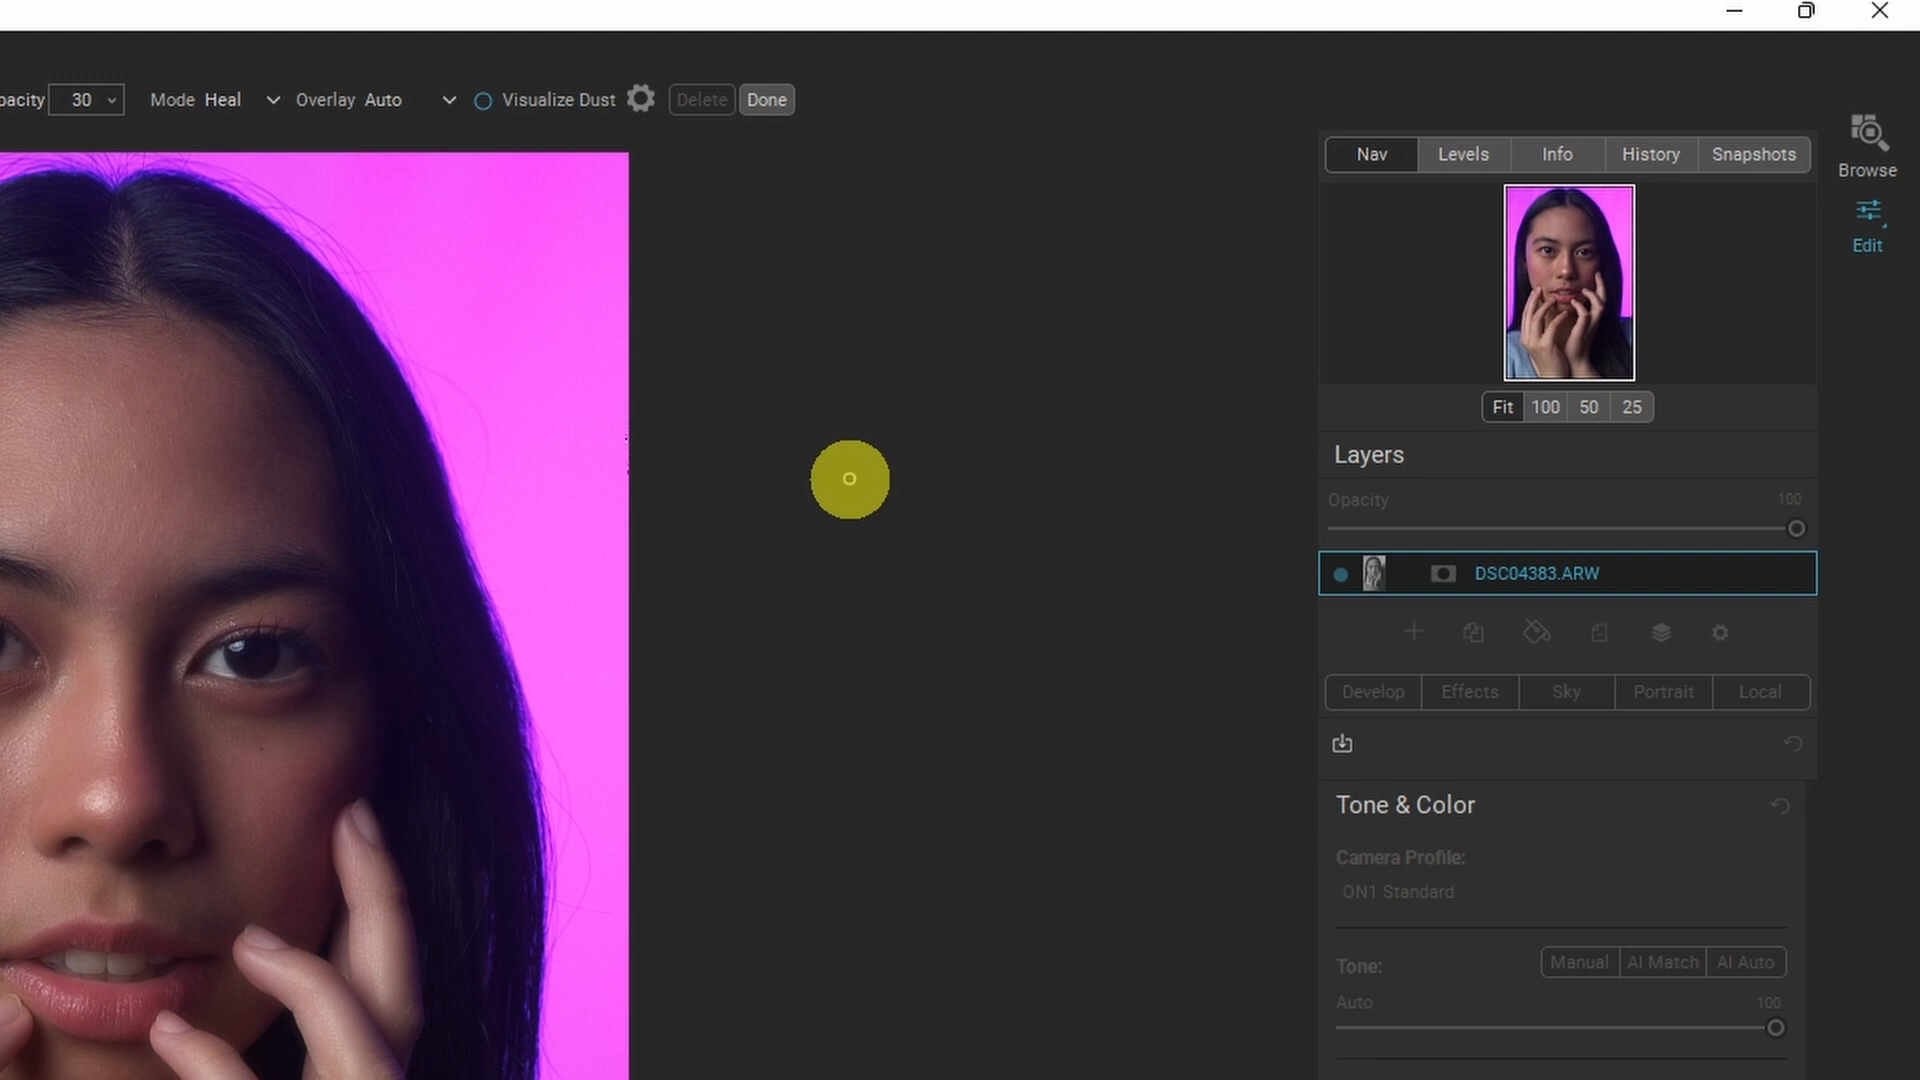 pacity 30 Mode Heal Overlay Auto Visualize Dust Delete Done
Nav Levels Info History Snapshots
Browse
Edit
Fit 100 50 25
Layers
Opacity 100
DSC04383.ARW
Develop Effects Sky Portrait Local
Tone & Color
Camera Profile:
ON1 Standard
Tone: Manual AI Match AI Auto
Auto 100